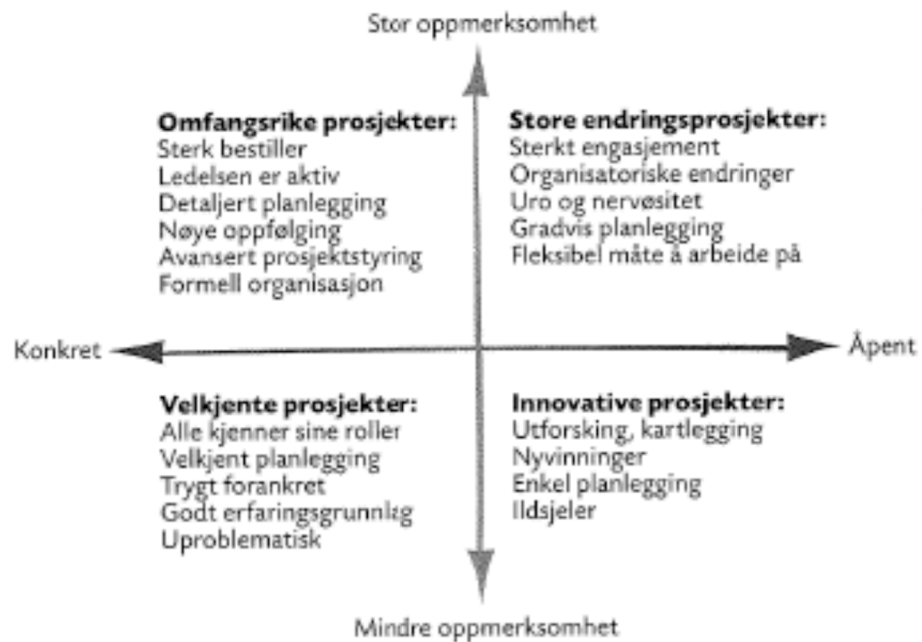 Stor oppmerksomhet
Omfangsrike prosjekter:
Sterk bestiller
Ledelsen er aktiv
Detaljert planlegging
Nøye oppfølging
Avansert prosjektstyring
Formell organisasjon
Store endringsprosjekter:
Sterkt engasjement
Organisatoriske endringer
Uro og nervøsitet
Gradvis planlegging
Fleksibel måte å arbeide på
Konkret
Åpent
Velkjente prosjekter:
Alle kjenner sine roller
Velkjent planlegging
Trygt forankret
Godt erfaringsgrunnlag
Uproblematisk
Innovative prosjekter:
Utforsking, kartlegging
Nyvinninger
Enkel planlegging
Ildsjeler
Mindre oppmerksomhet